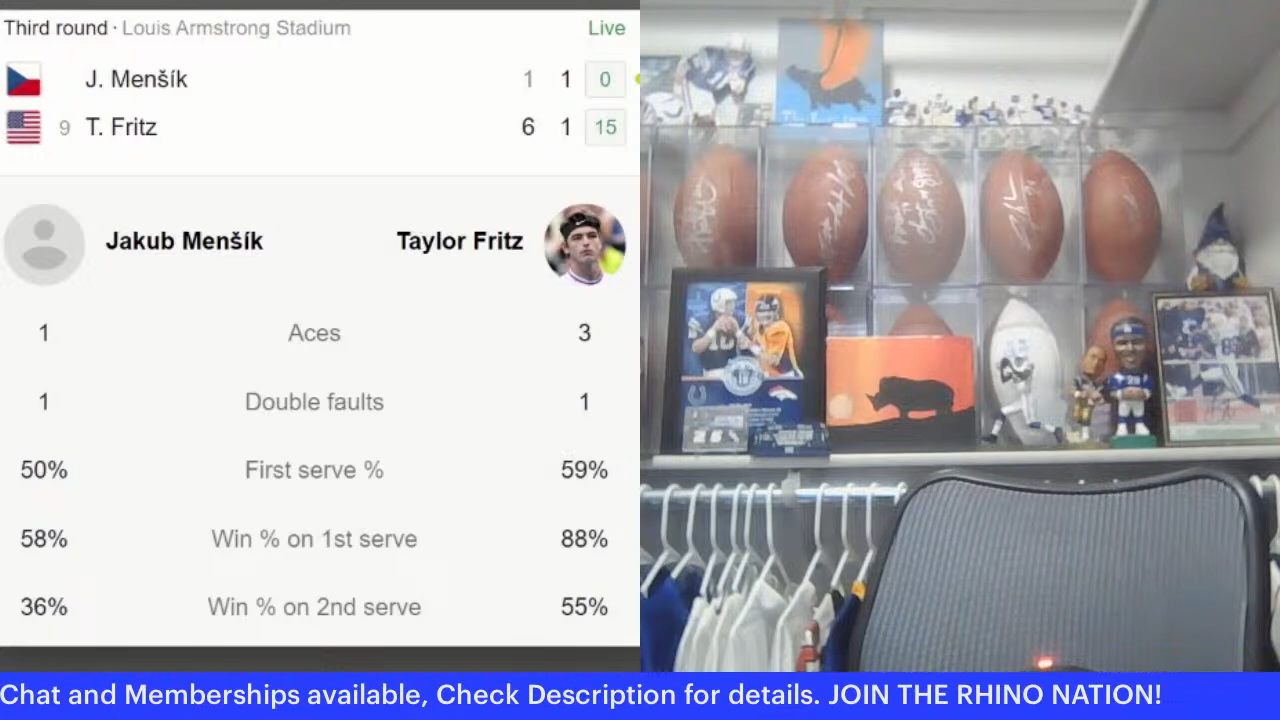 Third round · Louis Armstrong Stadium Live
J. Menšík 1 1 0
9 T. Fritz 6 1 15
Jakub Menšík Taylor Fritz
1 Aces 3
1 Double faults 1
50% First serve % 59%
58% Win % on 1st serve 88%
36% Win % on 2nd serve 55%
Chat and Memberships available, Check Description for details. JOIN THE RHINO NATION!